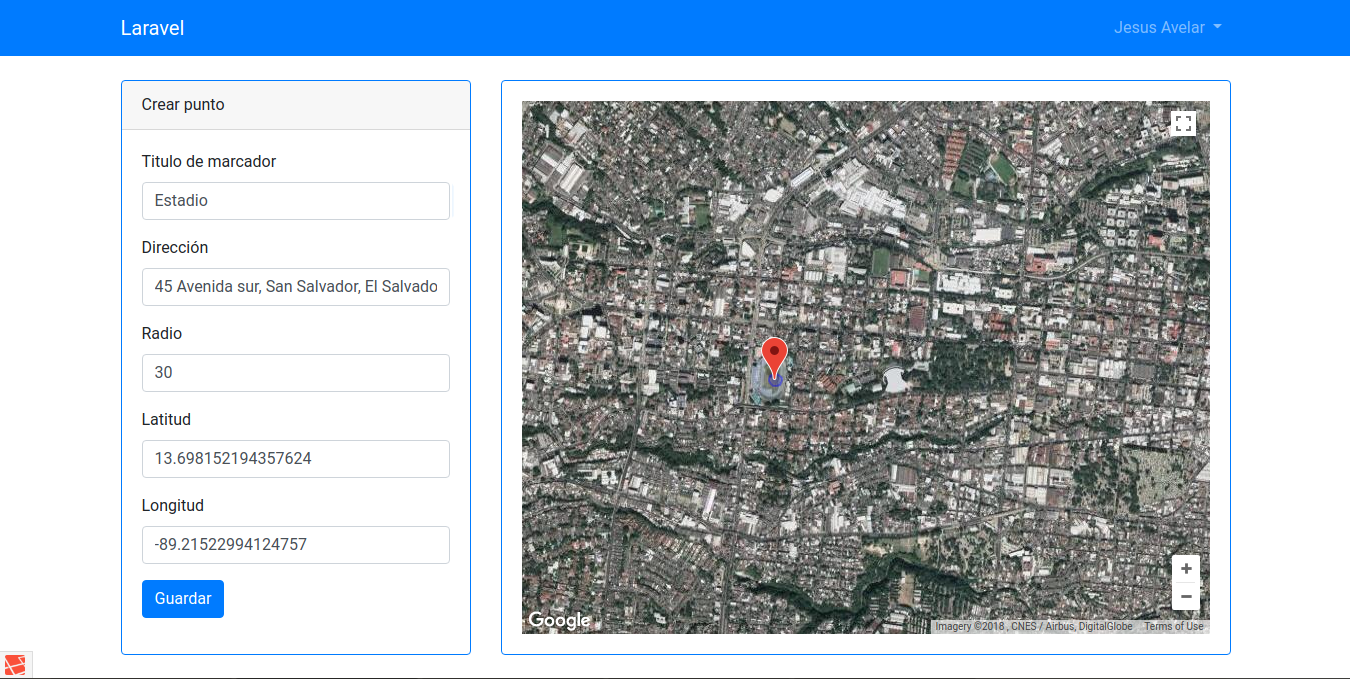 Laravel
Jesus Avelar
Crear punto
Titulo de marcador
Estadio
Dirección
45 Avenida sur, San Salvador, El Salvado
Radio
30
Latitud
13.698152194357624
Longitud
-89.21522994124757
Guardar
+
−
Google
Imagery ©2018 , CNES / Airbus, DigitalGlobe
Terms of Use